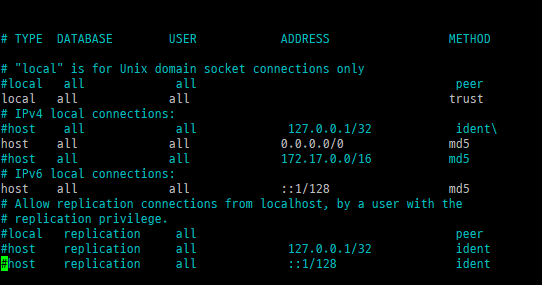 # TYPE  DATABASE        USER            ADDRESS                 METHOD
# "local" is for Unix domain socket connections only
#local   all             all                                     peer
local   all             all                                     trust
# IPv4 local connections:
#host    all             all             127.0.0.1/32            ident\
host    all             all             0.0.0.0/0               md5
#host   all             all             172.17.0.0/16           md5
# IPv6 local connections:
host    all             all             ::1/128                 md5
# Allow replication connections from localhost, by a user with the
# replication privilege.
#local   replication     all                                     peer
#host    replication     all             127.0.0.1/32            ident
#host    replication     all             ::1/128                 ident